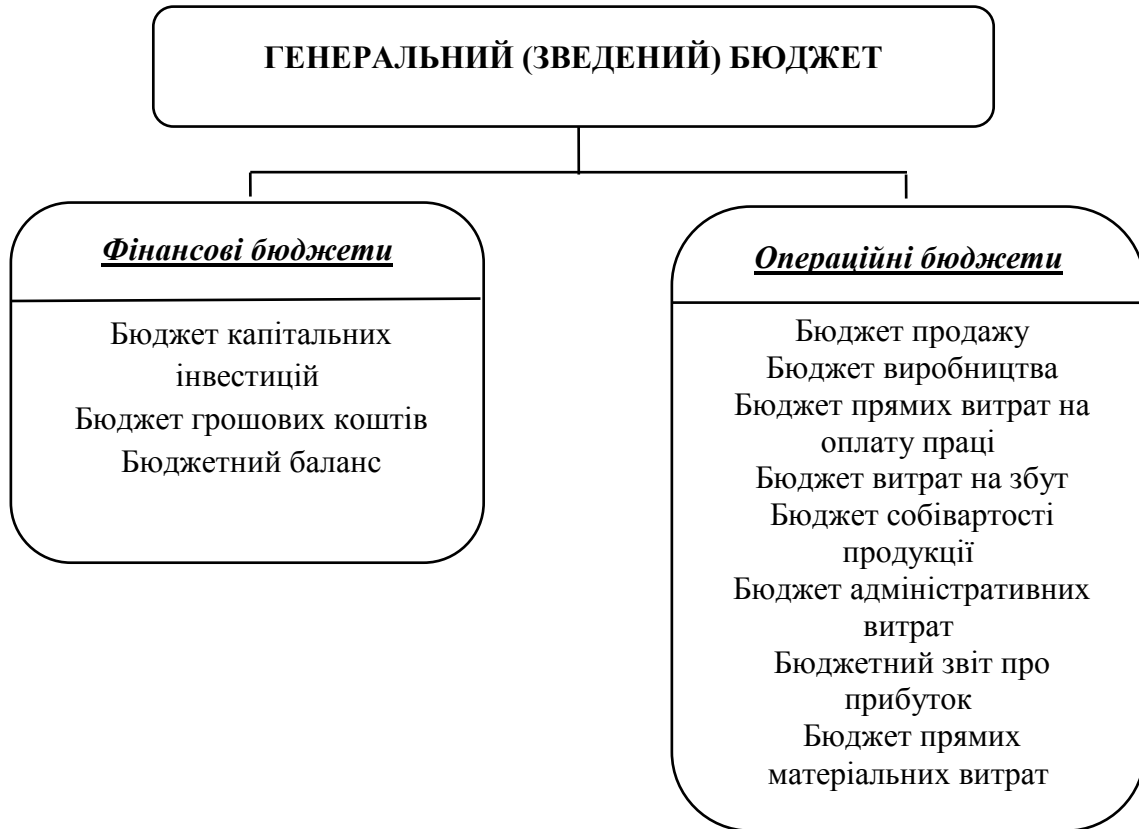 ГЕНЕРАЛЬНИЙ (ЗВЕДЕНИЙ) БЮДЖЕТ
Фінансові бюджети
Бюджет капітальних
інвестицій
Бюджет грошових коштів
Бюджетний баланс
Операційні бюджети
Бюджет продажу
Бюджет виробництва
Бюджет прямих витрат на
оплату праці
Бюджет витрат на збут
Бюджет собівартості
продукції
Бюджет адміністративних
витрат
Бюджетний звіт про
прибуток
Бюджет прямих
матеріальних витрат